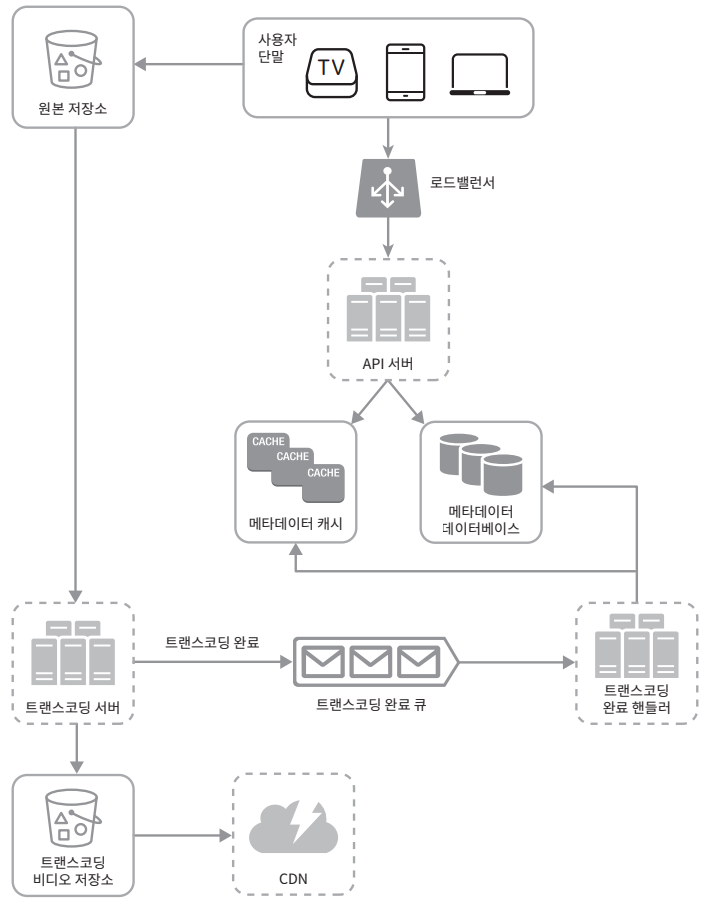 사용자
단말
TV
원본 저장소
로드밸런서
API 서버
CACHE
CACHE
CACHE
메타데이터 캐시
메타데이터
데이터베이스
트랜스코딩 서버
트랜스코딩 완료
트랜스코딩 완료 큐
트랜스코딩
완료 핸들러
트랜스코딩
비디오 저장소
CDN